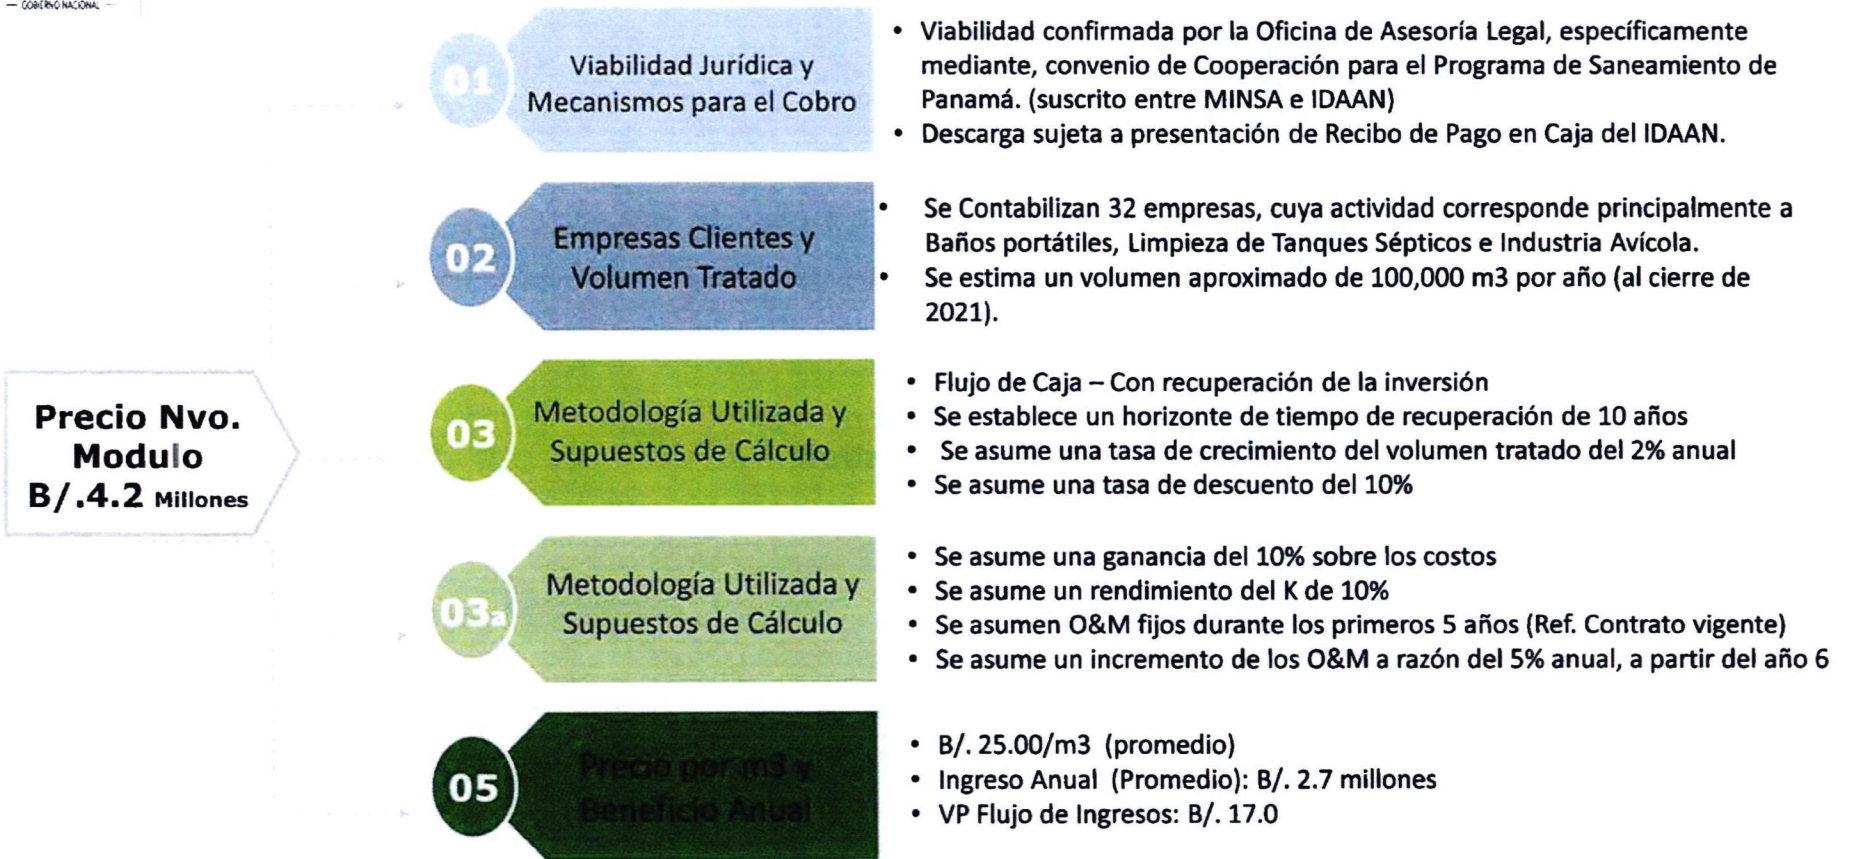 — GOBIERNO NACIONAL —
01
Viabilidad Jurídica y
Mecanismos para el Cobro
• Viabilidad confirmada por la Oficina de Asesoría Legal, específicamente
mediante, convenio de Cooperación para el Programa de Saneamiento de
Panamá. (suscrito entre MINSA e IDAAN)
• Descarga sujeta a presentación de Recibo de Pago en Caja del IDAAN.
02
Empresas Clientes y
Volumen Tratado
• Se Contabilizan 32 empresas, cuya actividad corresponde principalmente a
Baños portátiles, Limpieza de Tanques Sépticos e Industria Avícola.
• Se estima un volumen aproximado de 100,000 m3 por año (al cierre de
2021).
Precio Nvo.
Modulo
B/.4.2 Millones
03
Metodología Utilizada y
Supuestos de Cálculo
• Flujo de Caja – Con recuperación de la inversión
• Se establece un horizonte de tiempo de recuperación de 10 años
• Se asume una tasa de crecimiento del volumen tratado del 2% anual
• Se asume una tasa de descuento del 10%
03a
Metodología Utilizada y
Supuestos de Cálculo
• Se asume una ganancia del 10% sobre los costos
• Se asume un rendimiento del K de 10%
• Se asumen O&M fijos durante los primeros 5 años (Ref. Contrato vigente)
• Se asume un incremento de los O&M a razón del 5% anual, a partir del año 6
05
Precio por m3 y
Beneficio Anual
• B/. 25.00/m3 (promedio)
• Ingreso Anual (Promedio): B/. 2.7 millones
• VP Flujo de Ingresos: B/. 17.0